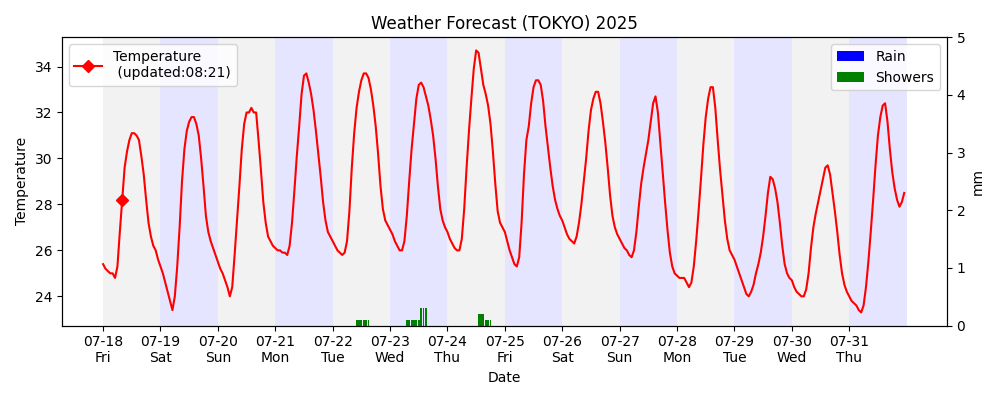 Weather Forecast (TOKYO) 2025
Temperature
(updated:08:21)
Rain
Showers
Temperature
34
32
30
28
26
24
5
4
3
2
1
0
mm
07-18 07-19 07-20 07-21 07-22 07-23 07-24 07-25 07-26 07-27 07-28 07-29 07-30 07-31
Fri Sat Sun Mon Tue Wed Thu Fri Sat Sun Mon Tue Wed Thu
Date